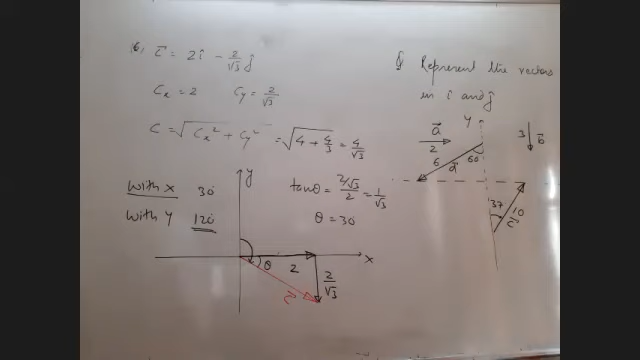 6. c⃗ = 2î − 2/√3 ĵ
Cx = 2 Cy = 2/√3
C = √(Cx² + Cy²) = √(4 + 4/3) = 4/√3
With X 30°
With Y 120°
tanθ = (2/√3)/2 = 1/√3
θ = 30°
y
x
θ
2
2/√3
c⃗
Q Represent the vectors
in î and ĵ
y
a⃗
2
3
b⃗
6
d⃗
60
37
10
c⃗